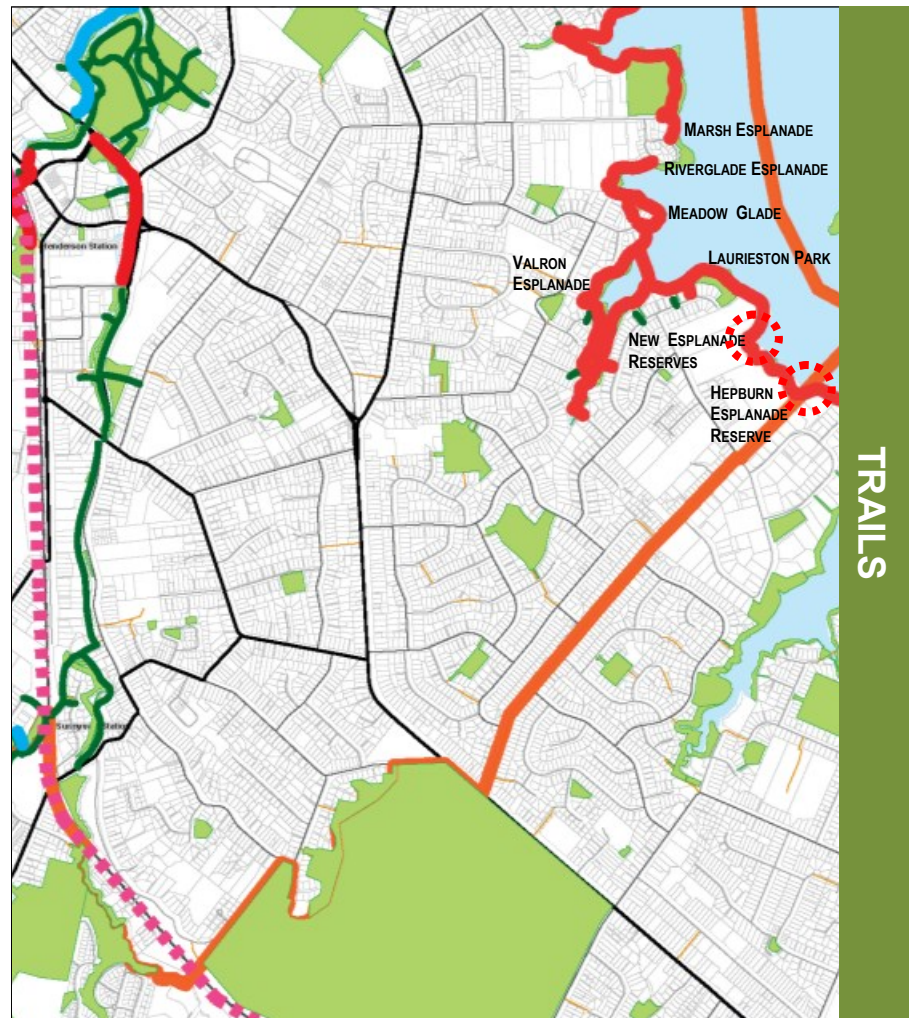 MARSH ESPLANADE
RIVERGLADE ESPLANADE
MEADOW GLADE
LAURIESTON PARK
VALRON
ESPLANADE
Henderson Station
NEW ESPLANADE
RESERVES
HEPBURN
ESPLANADE
RESERVE
TRAILS
Station